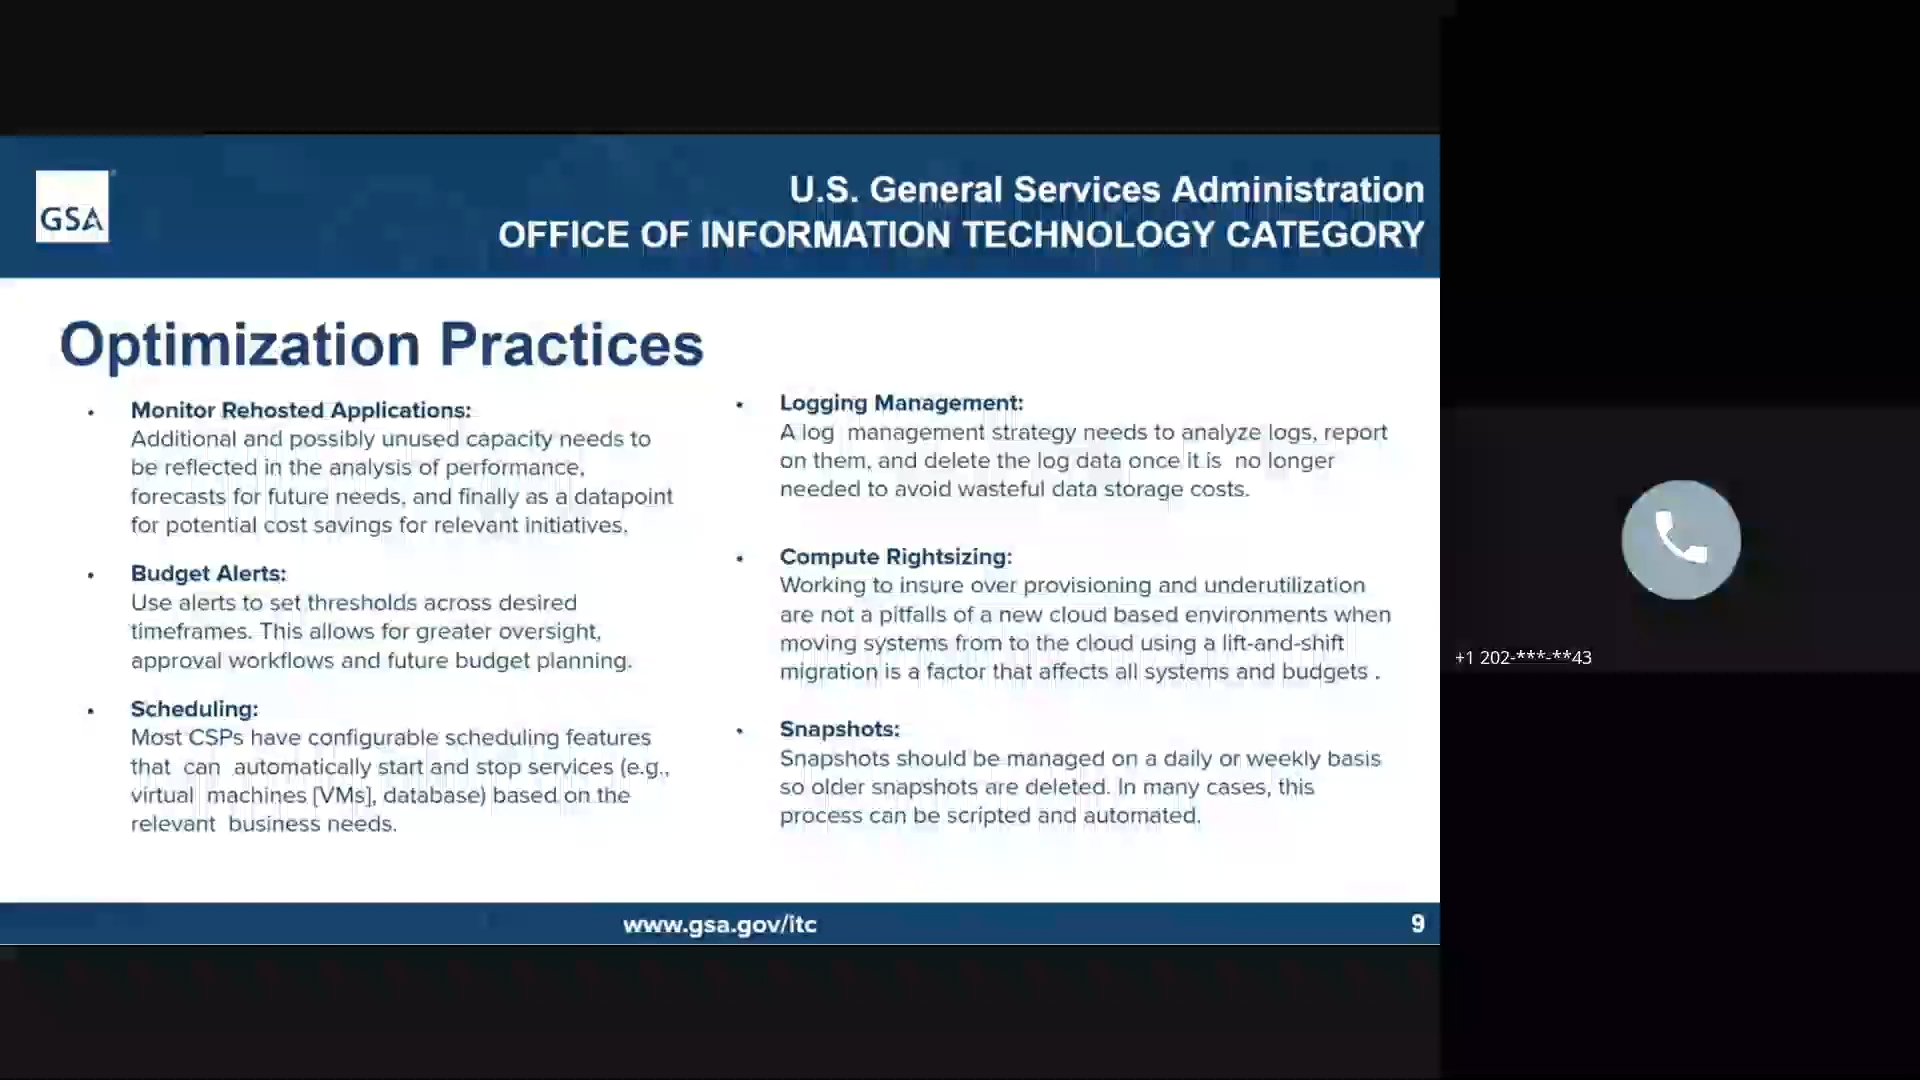 GSA
U.S. General Services Administration
OFFICE OF INFORMATION TECHNOLOGY CATEGORY
Optimization Practices
• Monitor Rehosted Applications:
Additional and possibly unused capacity needs to
be reflected in the analysis of performance,
forecasts for future needs, and finally as a datapoint
for potential cost savings for relevant initiatives.
• Budget Alerts:
Use alerts to set thresholds across desired
timeframes. This allows for greater oversight,
approval workflows and future budget planning.
• Scheduling:
Most CSPs have configurable scheduling features
that can automatically start and stop services (e.g.,
virtual machines [VMs], database) based on the
relevant business needs.
• Logging Management:
A log management strategy needs to analyze logs, report
on them, and delete the log data once it is no longer
needed to avoid wasteful data storage costs.
• Compute Rightsizing:
Working to insure over provisioning and underutilization
are not a pitfalls of a new cloud based environments when
moving systems from to the cloud using a lift-and-shift
migration is a factor that affects all systems and budgets .
• Snapshots:
Snapshots should be managed on a daily or weekly basis
so older snapshots are deleted. In many cases, this
process can be scripted and automated.
www.gsa.gov/itc
9
+1 202-***-**43